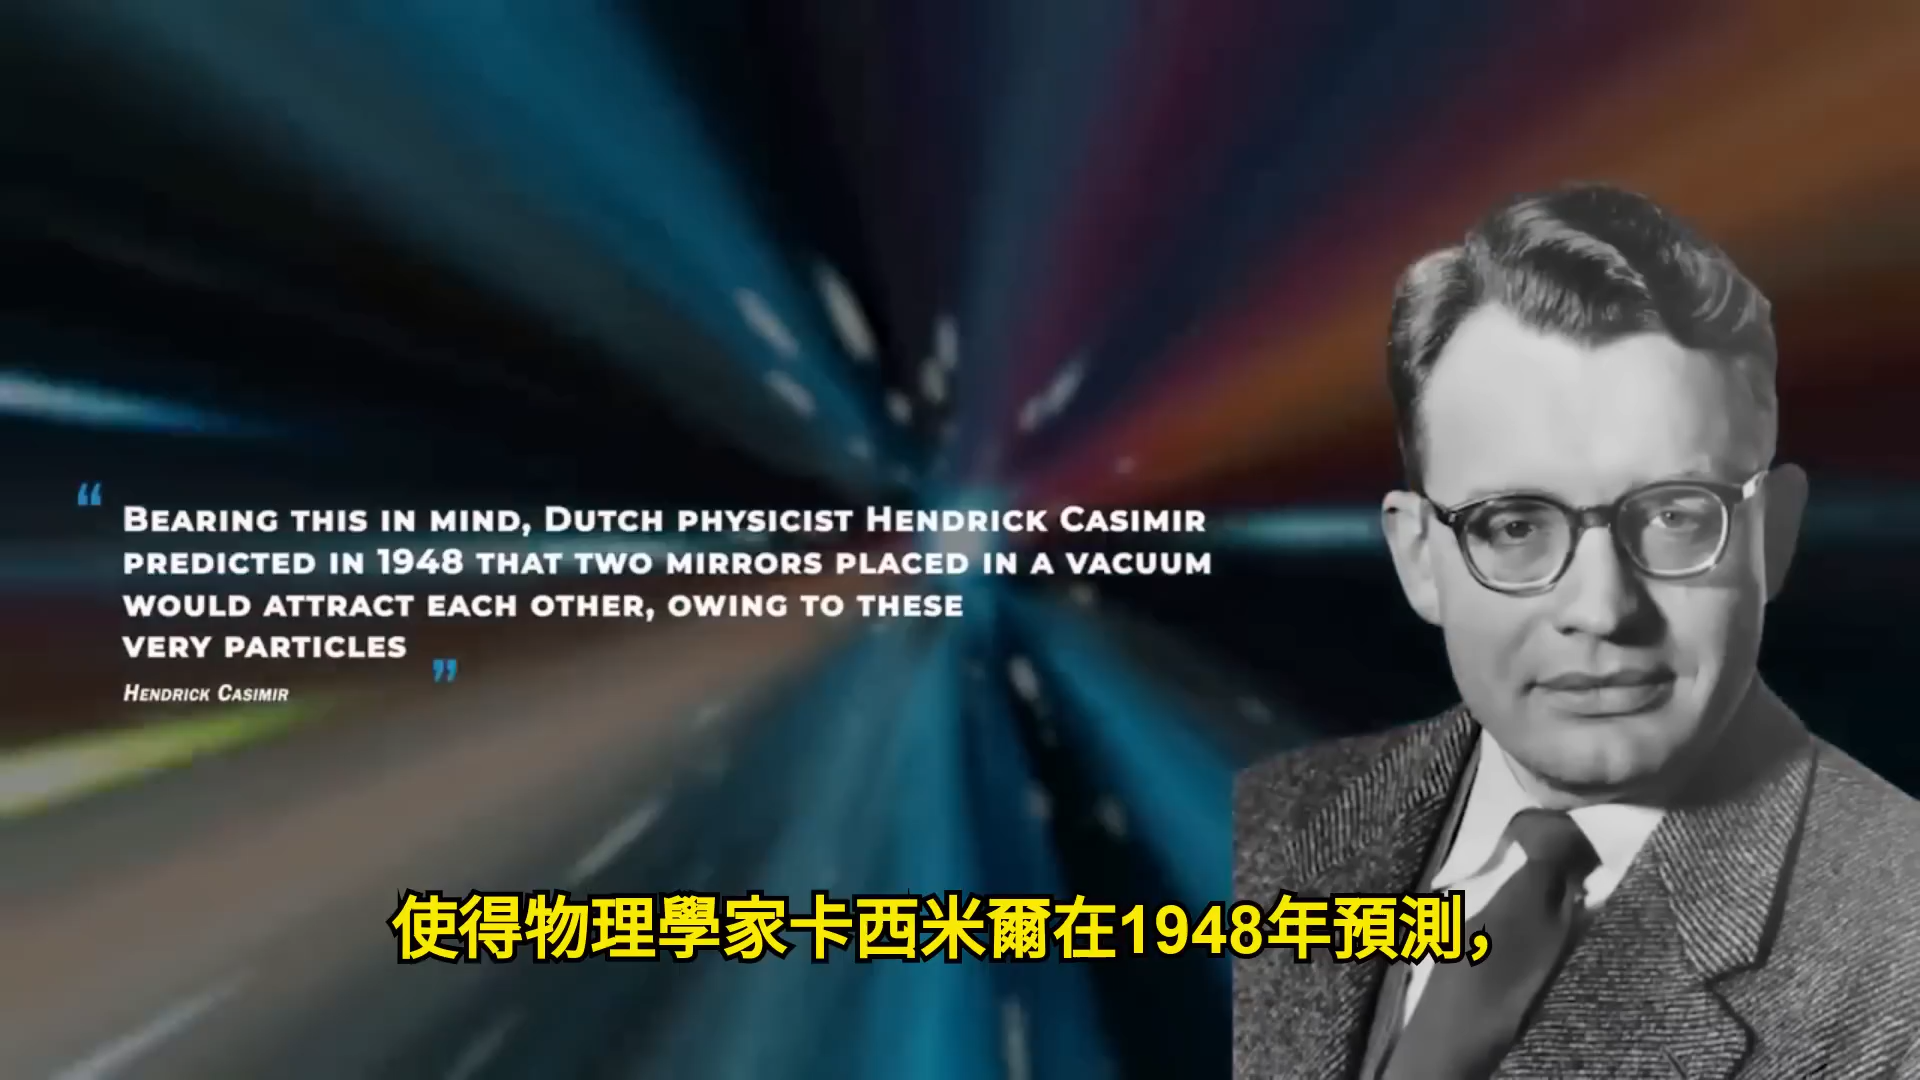 “ BEARING THIS IN MIND, DUTCH PHYSICIST HENDRICK CASIMIR
PREDICTED IN 1948 THAT TWO MIRRORS PLACED IN A VACUUM
WOULD ATTRACT EACH OTHER, OWING TO THESE
VERY PARTICLES ”
HENDRICK CASIMIR
使得物理學家卡西米爾在1948年預測，